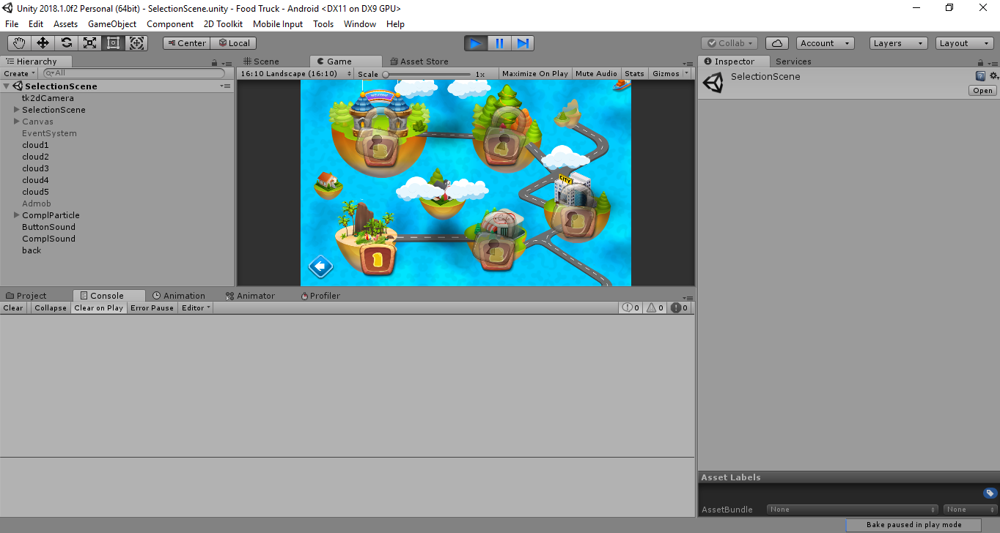 Unity 2018.1.0f2 Personal (64bit) - SelectionScene.unity - Food Truck - Android <DX11 on DX9 GPU>
File Edit Assets GameObject Component 2D Toolkit Mobile Input Tools Window Help
Center Local Collab Account Layers Layout
Hierarchy
Create All
SelectionScene
tk2dCamera
SelectionScene
Canvas
EventSystem
cloud1
cloud2
cloud3
cloud4
cloud5
Admob
ComplParticle
ButtonSound
ComplSound
back
Scene Game Asset Store
16:10 Landscape (16:10) Scale 1x Maximize On Play Mute Audio Stats Gizmos
WELCOME
CITY
Cafe
Inspector Services
SelectionScene
Open
Project Console Animation Animator Profiler
Clear Collapse Clear on Play Error Pause Editor 0 0 0
Asset Labels
AssetBundle None None
Bake paused in play mode